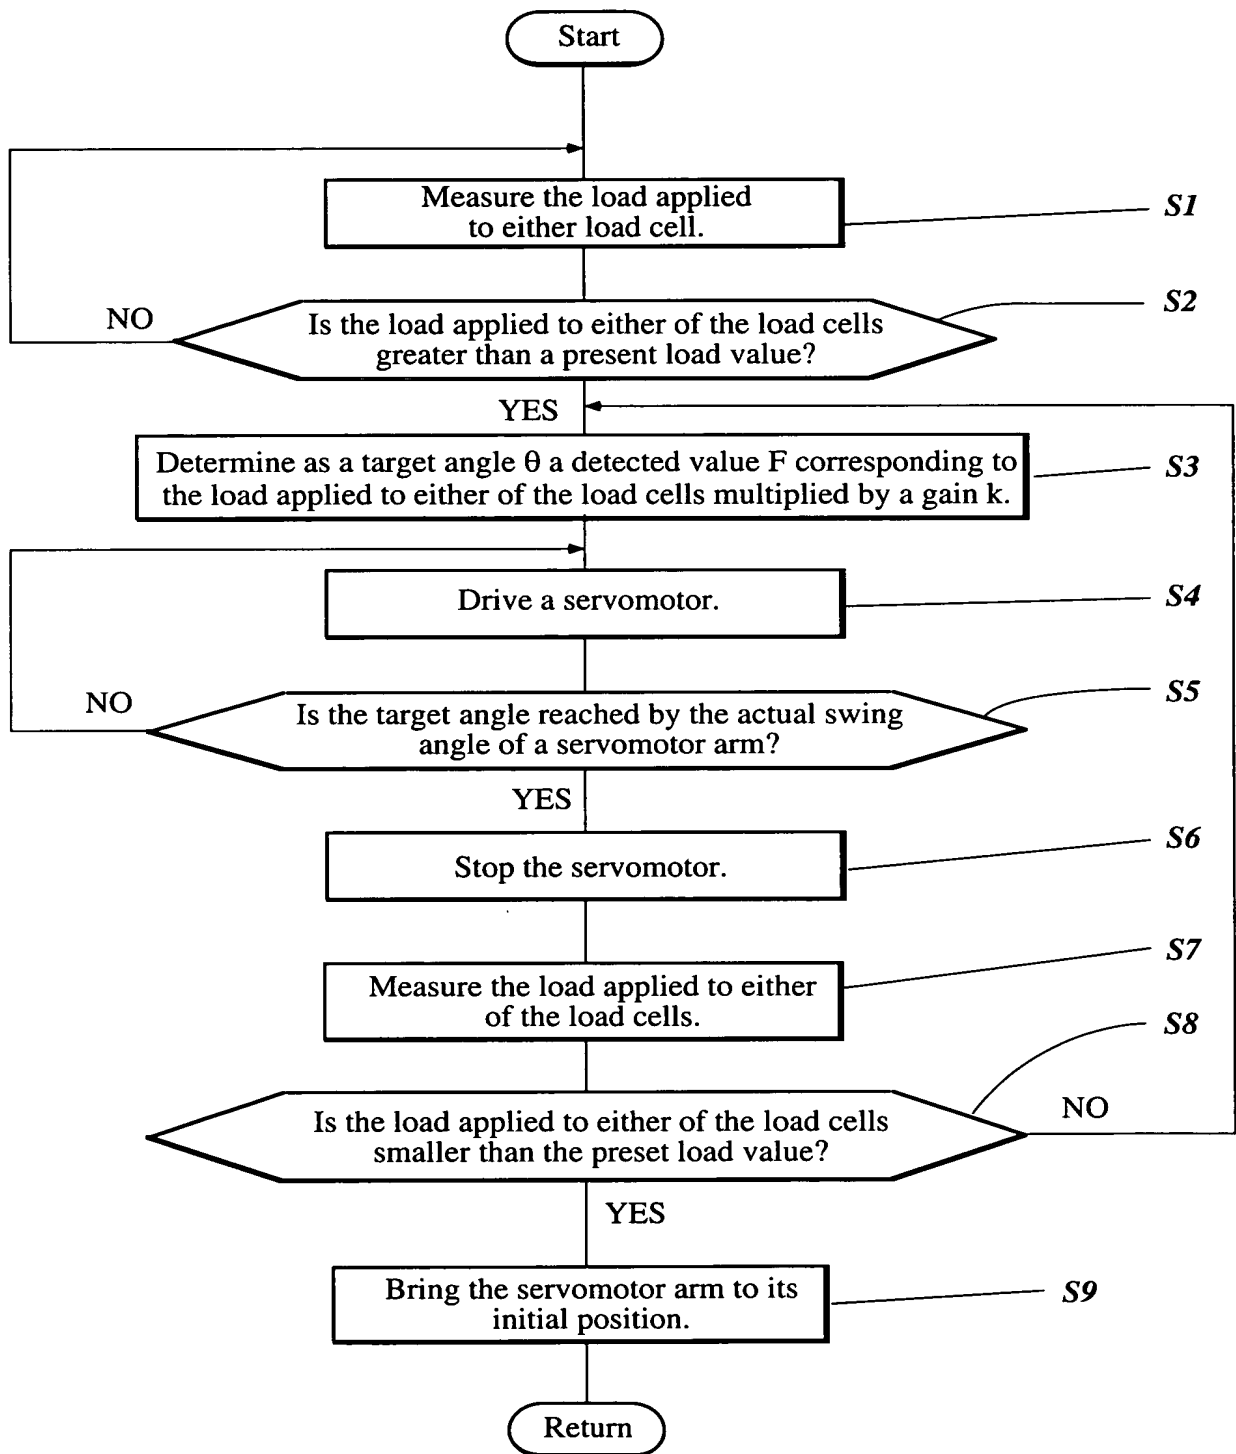 Start
Measure the load applied
to either load cell.
S1
Is the load applied to either of the load cells
greater than a present load value?
S2
NO
YES
Determine as a target angle θ a detected value F corresponding to
the load applied to either of the load cells multiplied by a gain k.
S3
Drive a servomotor.
S4
Is the target angle reached by the actual swing
angle of a servomotor arm?
S5
NO
YES
Stop the servomotor.
S6
Measure the load applied to either
of the load cells.
S7
Is the load applied to either of the load cells
smaller than the preset load value?
S8
NO
YES
Bring the servomotor arm to its
initial position.
S9
Return